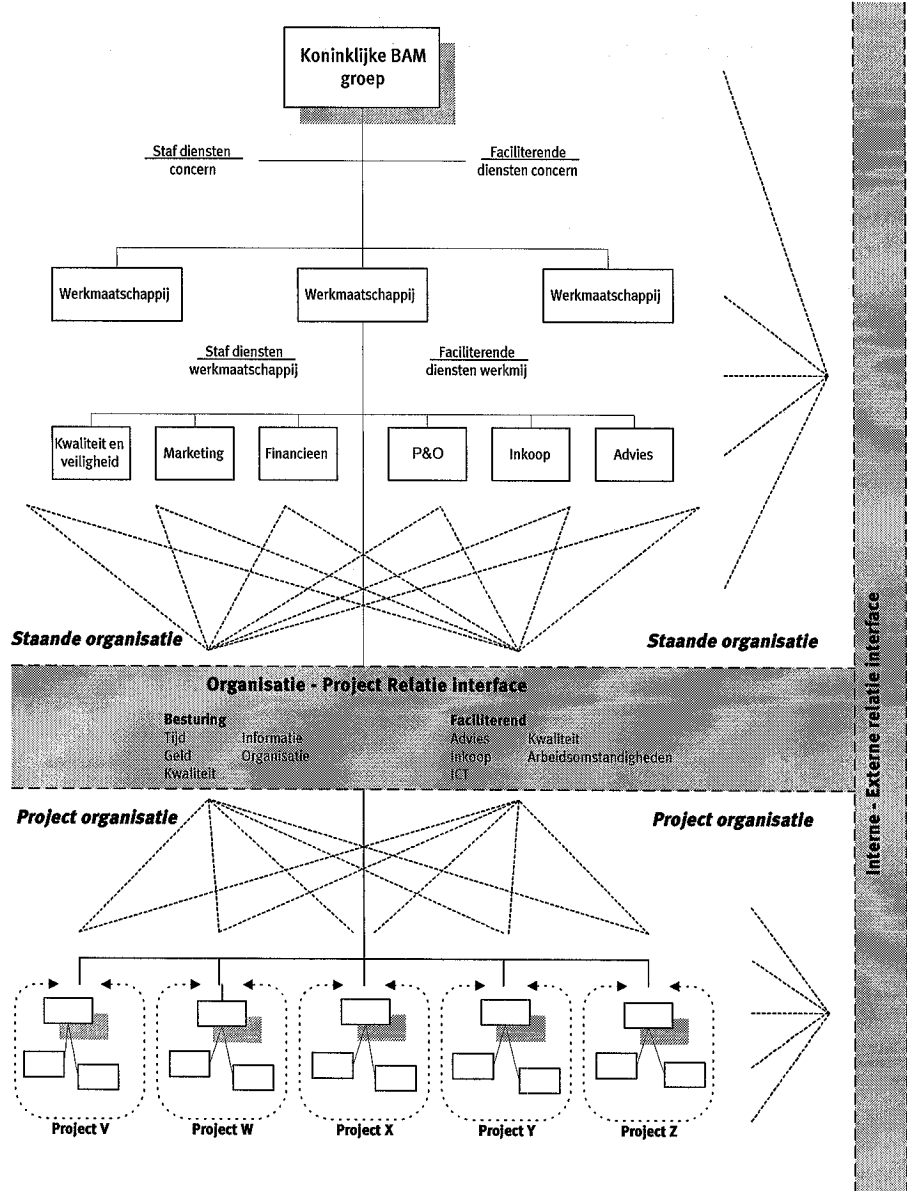 Koninklijke BAM
groep
Staf diensten
concern
Faciliterende
diensten concern
Werkmaatschappij
Werkmaatschappij
Werkmaatschappij
Staf diensten
werkmaatschappij
Faciliterende
diensten werkmij
Kwaliteit en
veiligheid
Marketing
Financieen
P&O
Inkoop
Advies
Staande organisatie
Staande organisatie
Organisatie - Project Relatie interface
Besturing
Tijd Informatie
Geld Organisatie
Kwaliteit
Faciliterend
Advies Kwaliteit
Inkoop Arbeidsomstandigheden
ICT
Project organisatie
Project organisatie
Project V
Project W
Project X
Project Y
Project Z
Interne - Externe relatie interface